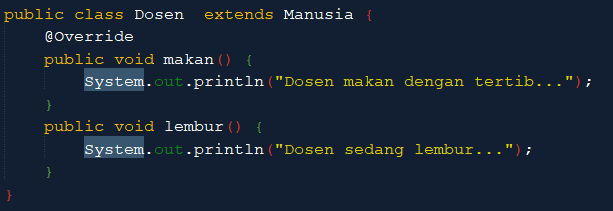 public class Dosen  extends Manusia {
    @Override
    public void makan() {
        System.out.println("Dosen makan dengan tertib...");
    }
    public void lembur() {
        System.out.println("Dosen sedang lembur...");
    }
}